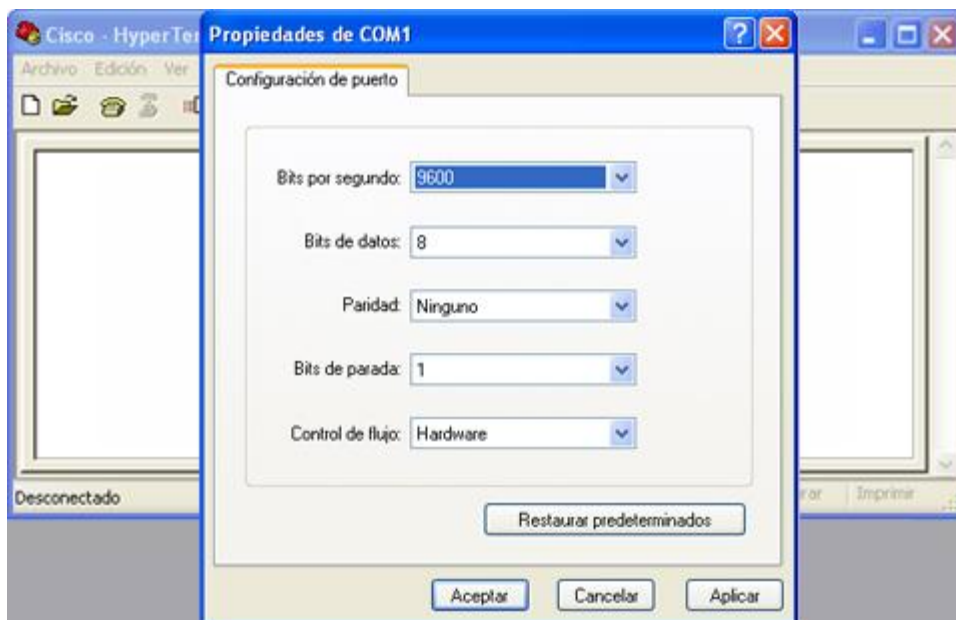 Cisco - HyperTer
Propiedades de COM1
Archivo Edición Ver
Configuración de puerto
Bits por segundo: 9600
Bits de datos: 8
Paridad: Ninguno
Bits de parada: 1
Control de flujo: Hardware
Desconectado
Imprimir
Restaurar predeterminados
Aceptar Cancelar Aplicar